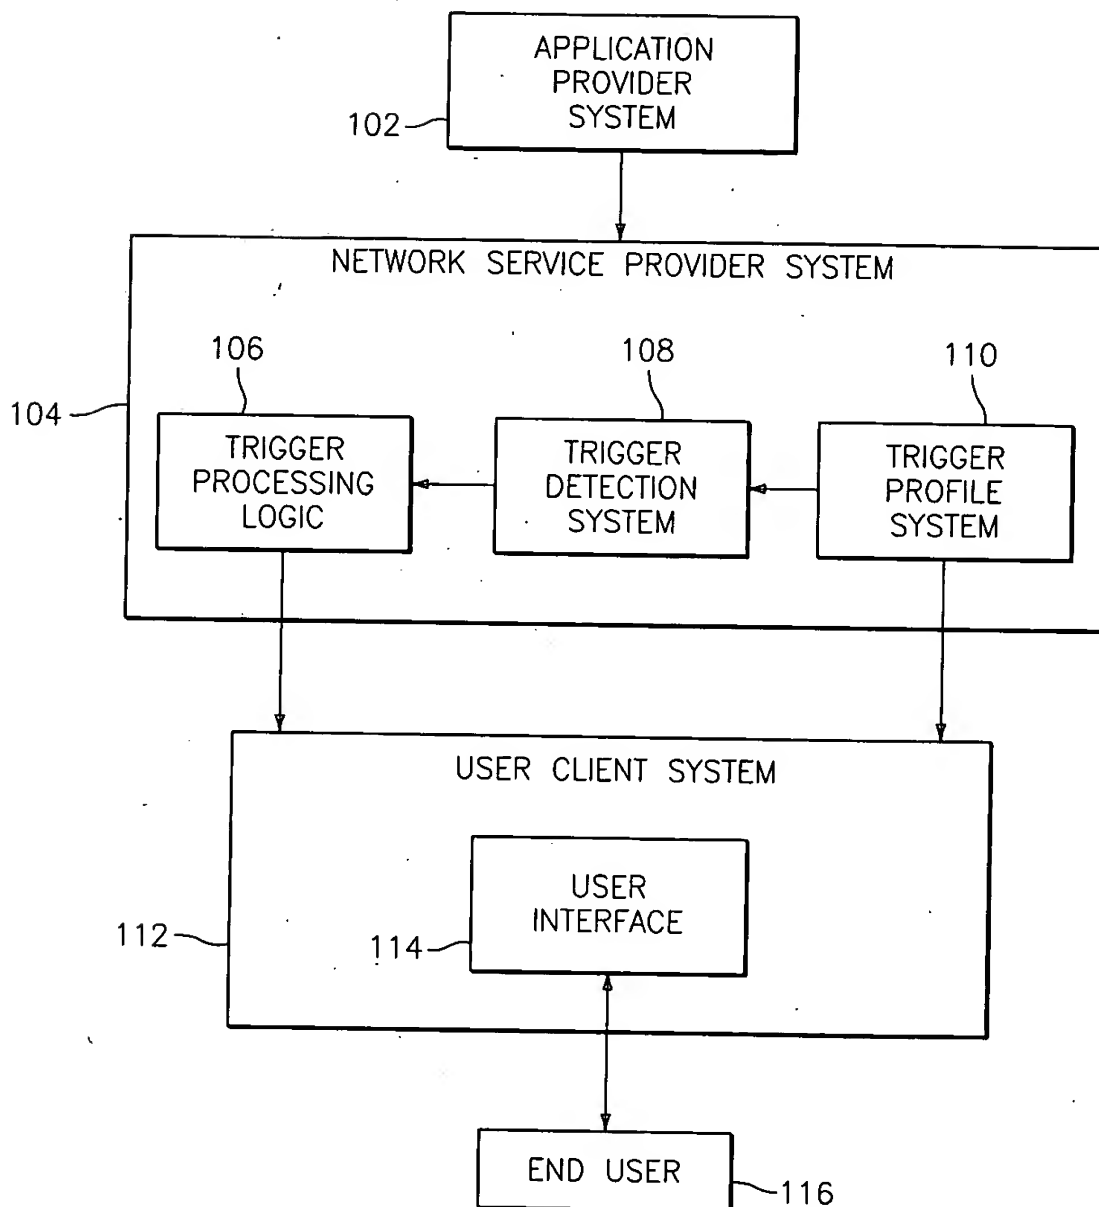 APPLICATION
PROVIDER
SYSTEM
102
NETWORK SERVICE PROVIDER SYSTEM
106
108
110
104
TRIGGER
PROCESSING
LOGIC
TRIGGER
DETECTION
SYSTEM
TRIGGER
PROFILE
SYSTEM
USER CLIENT SYSTEM
USER
INTERFACE
112
114
END USER
116